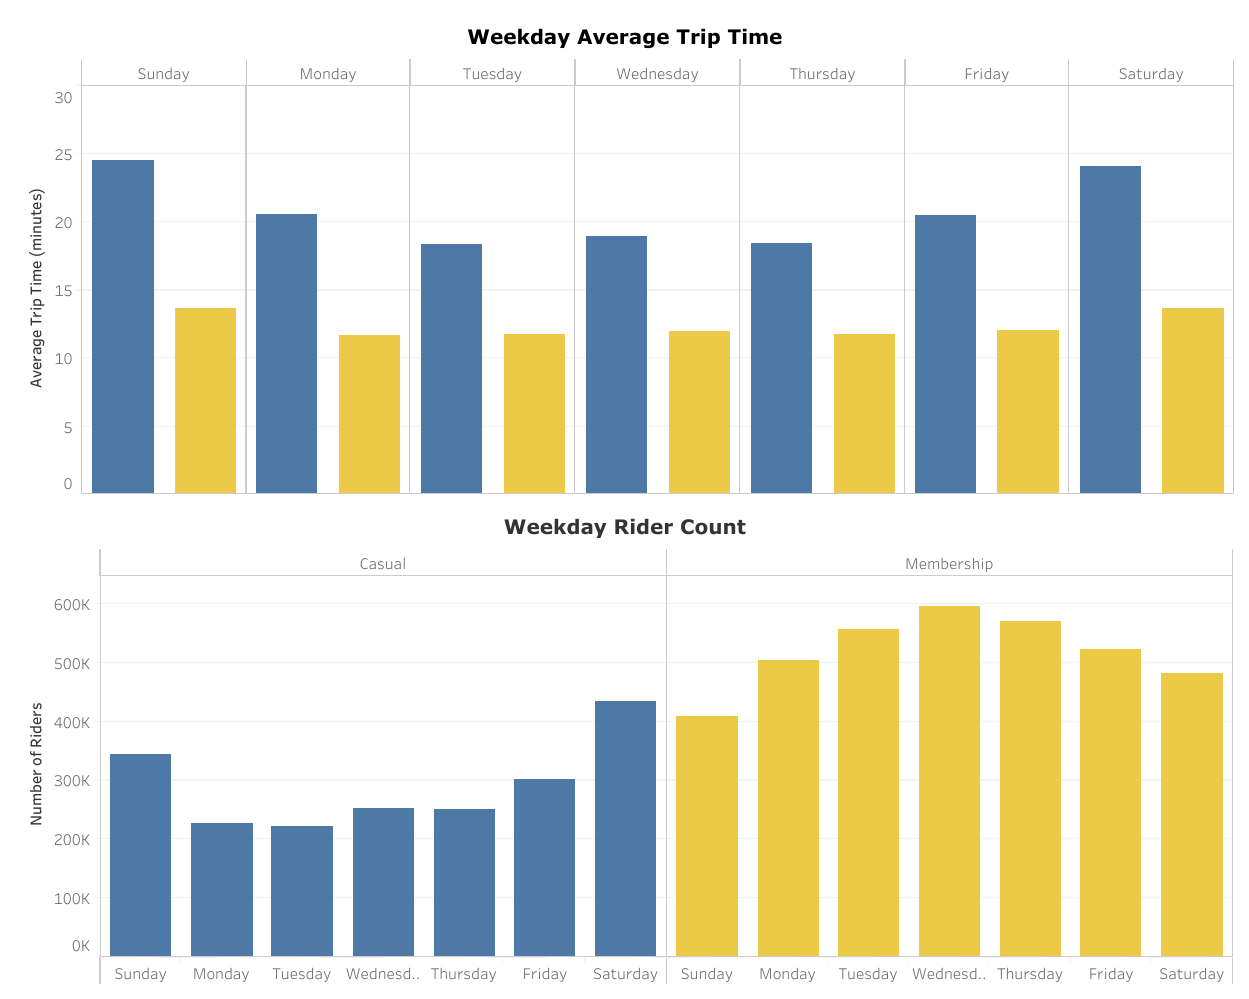 Weekday Average Trip Time
Sunday Monday Tuesday Wednesday Thursday Friday Saturday
30
25
20
15
10
5
0
Average Trip Time (minutes)
Weekday Rider Count
Casual Membership
600K
500K
400K
300K
200K
100K
0K
Number of Riders
Sunday Monday Tuesday Wednesd.. Thursday Friday Saturday Sunday Monday Tuesday Wednesd.. Thursday Friday Saturday